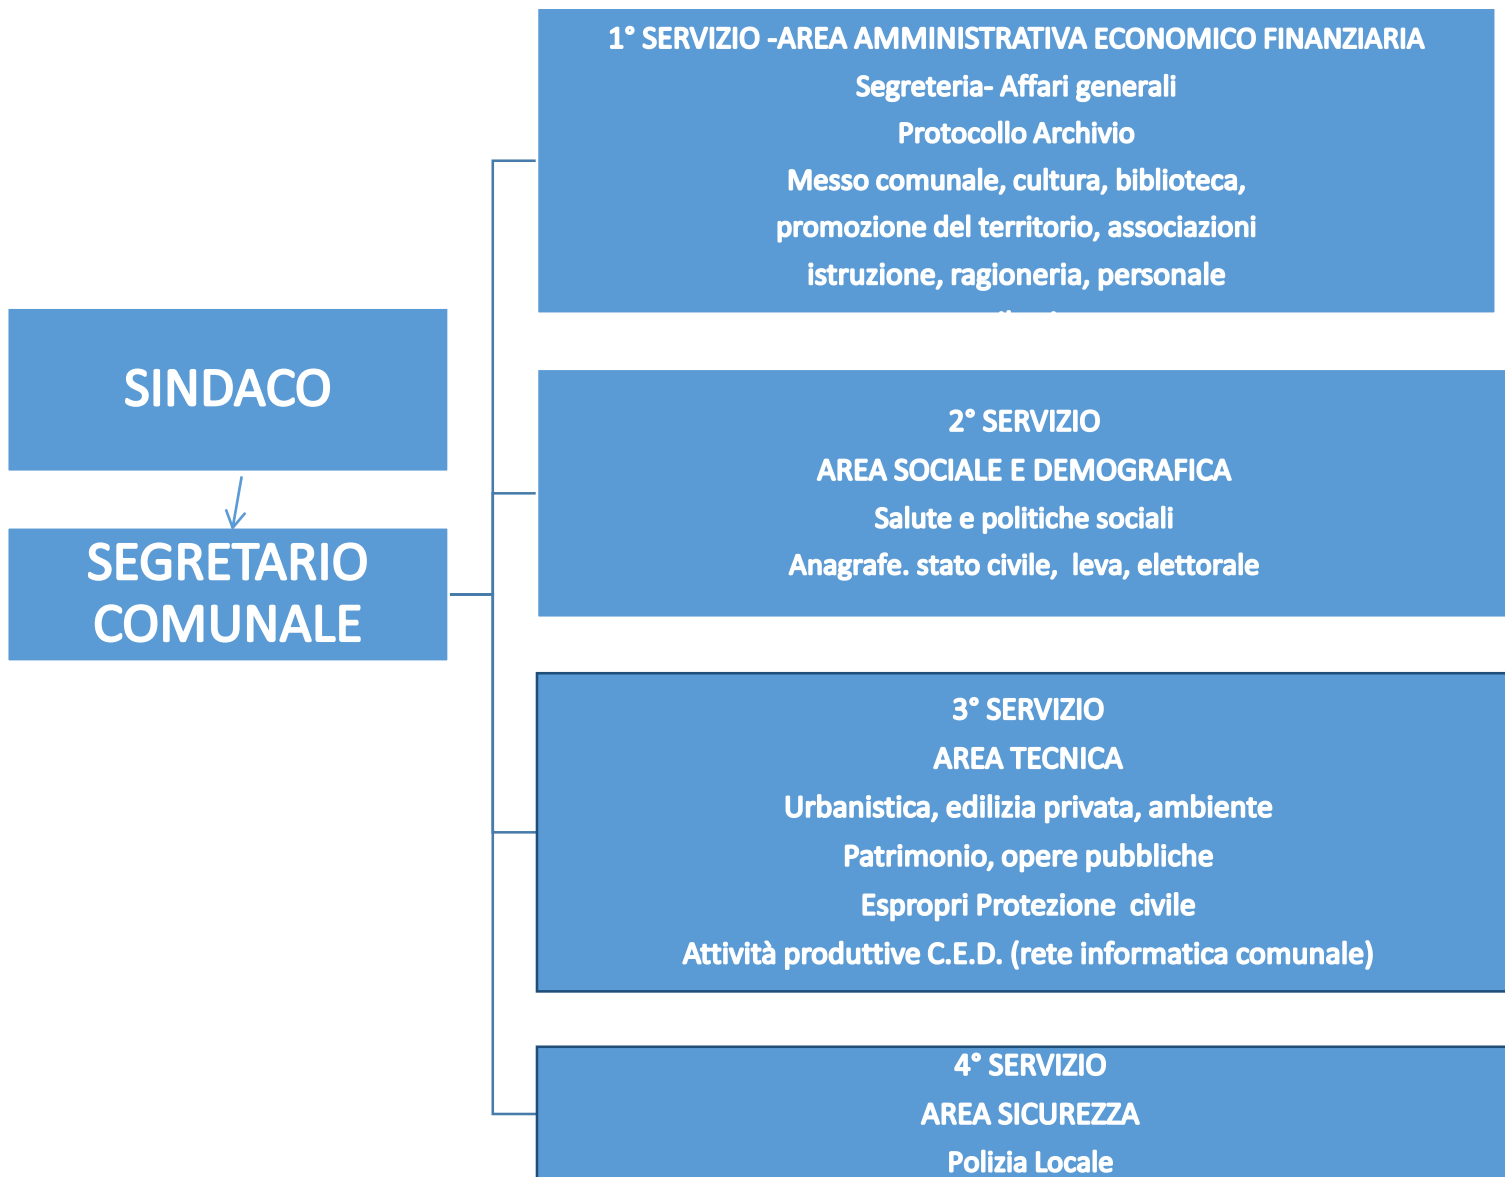 1° SERVIZIO -AREA AMMINISTRATIVA ECONOMICO FINANZIARIA
Segreteria- Affari generali
Protocollo Archivio
Messo comunale, cultura, biblioteca,
promozione del territorio, associazioni
istruzione, ragioneria, personale
SINDACO
SEGRETARIO
COMUNALE
2° SERVIZIO
AREA SOCIALE E DEMOGRAFICA
Salute e politiche sociali
Anagrafe. stato civile,  leva, elettorale
3° SERVIZIO
AREA TECNICA
Urbanistica, edilizia privata, ambiente
Patrimonio, opere pubbliche
Espropri Protezione  civile
Attività produttive C.E.D. (rete informatica comunale)
4° SERVIZIO
AREA SICUREZZA
Polizia Locale